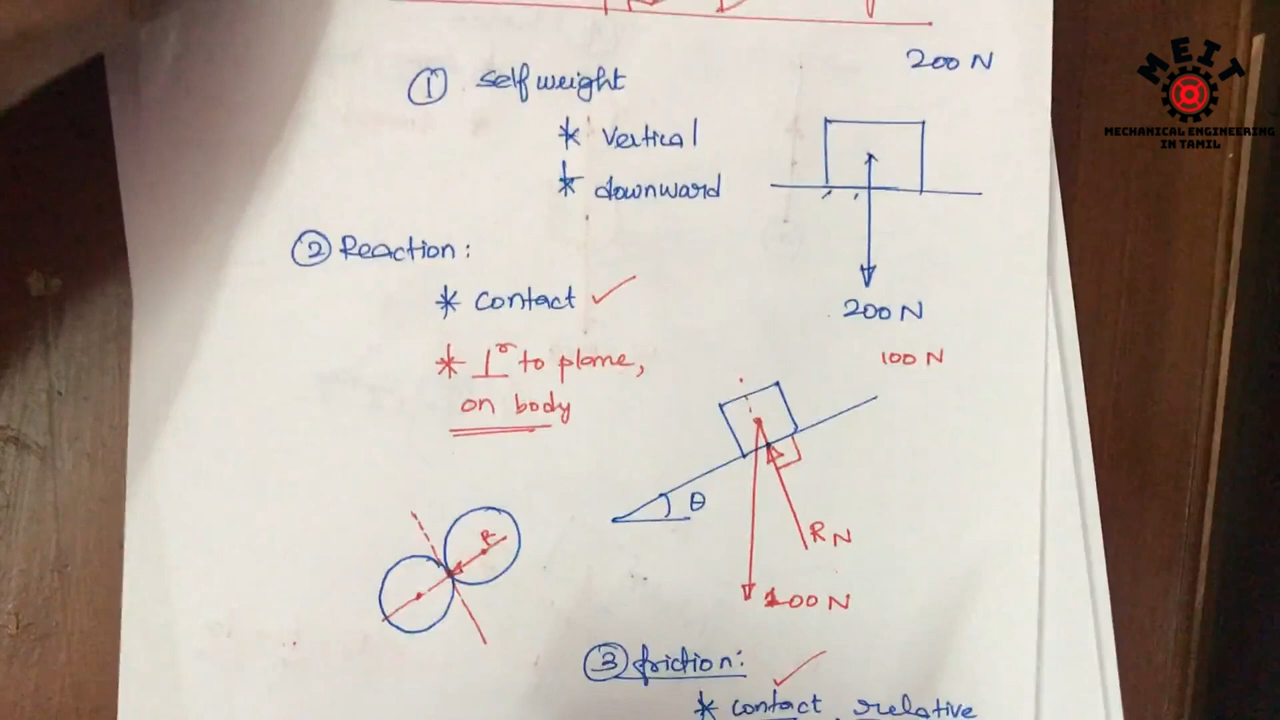 200 N
① self weight
* vertical
* downward
200 N
② Reaction:
* contact ✓
* ⊥r to plane,
on body
100 N
θ
RN
100 N
R
③ friction: ✓
* contact, relative
MEIT
MECHANICAL ENGINEERING
IN TAMIL